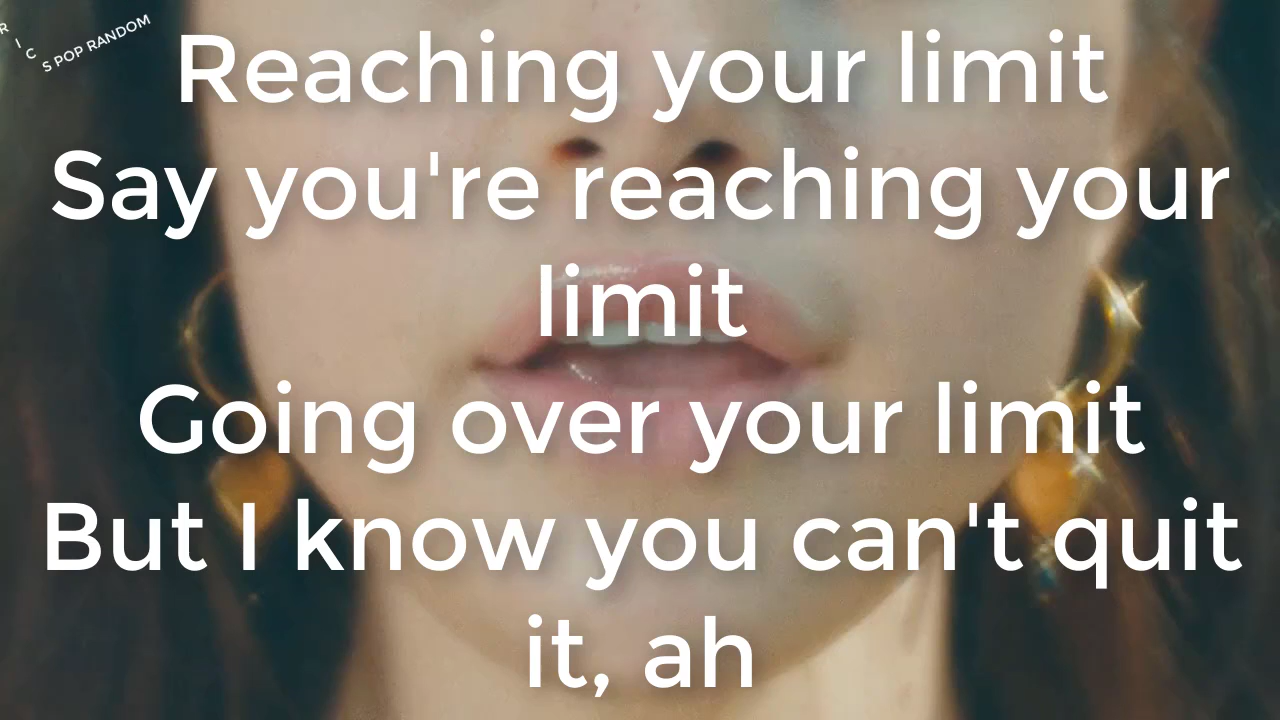 R
I
C
S POP RANDOM
Reaching your limit
Say you're reaching your
limit
Going over your limit
But I know you can't quit
it, ah